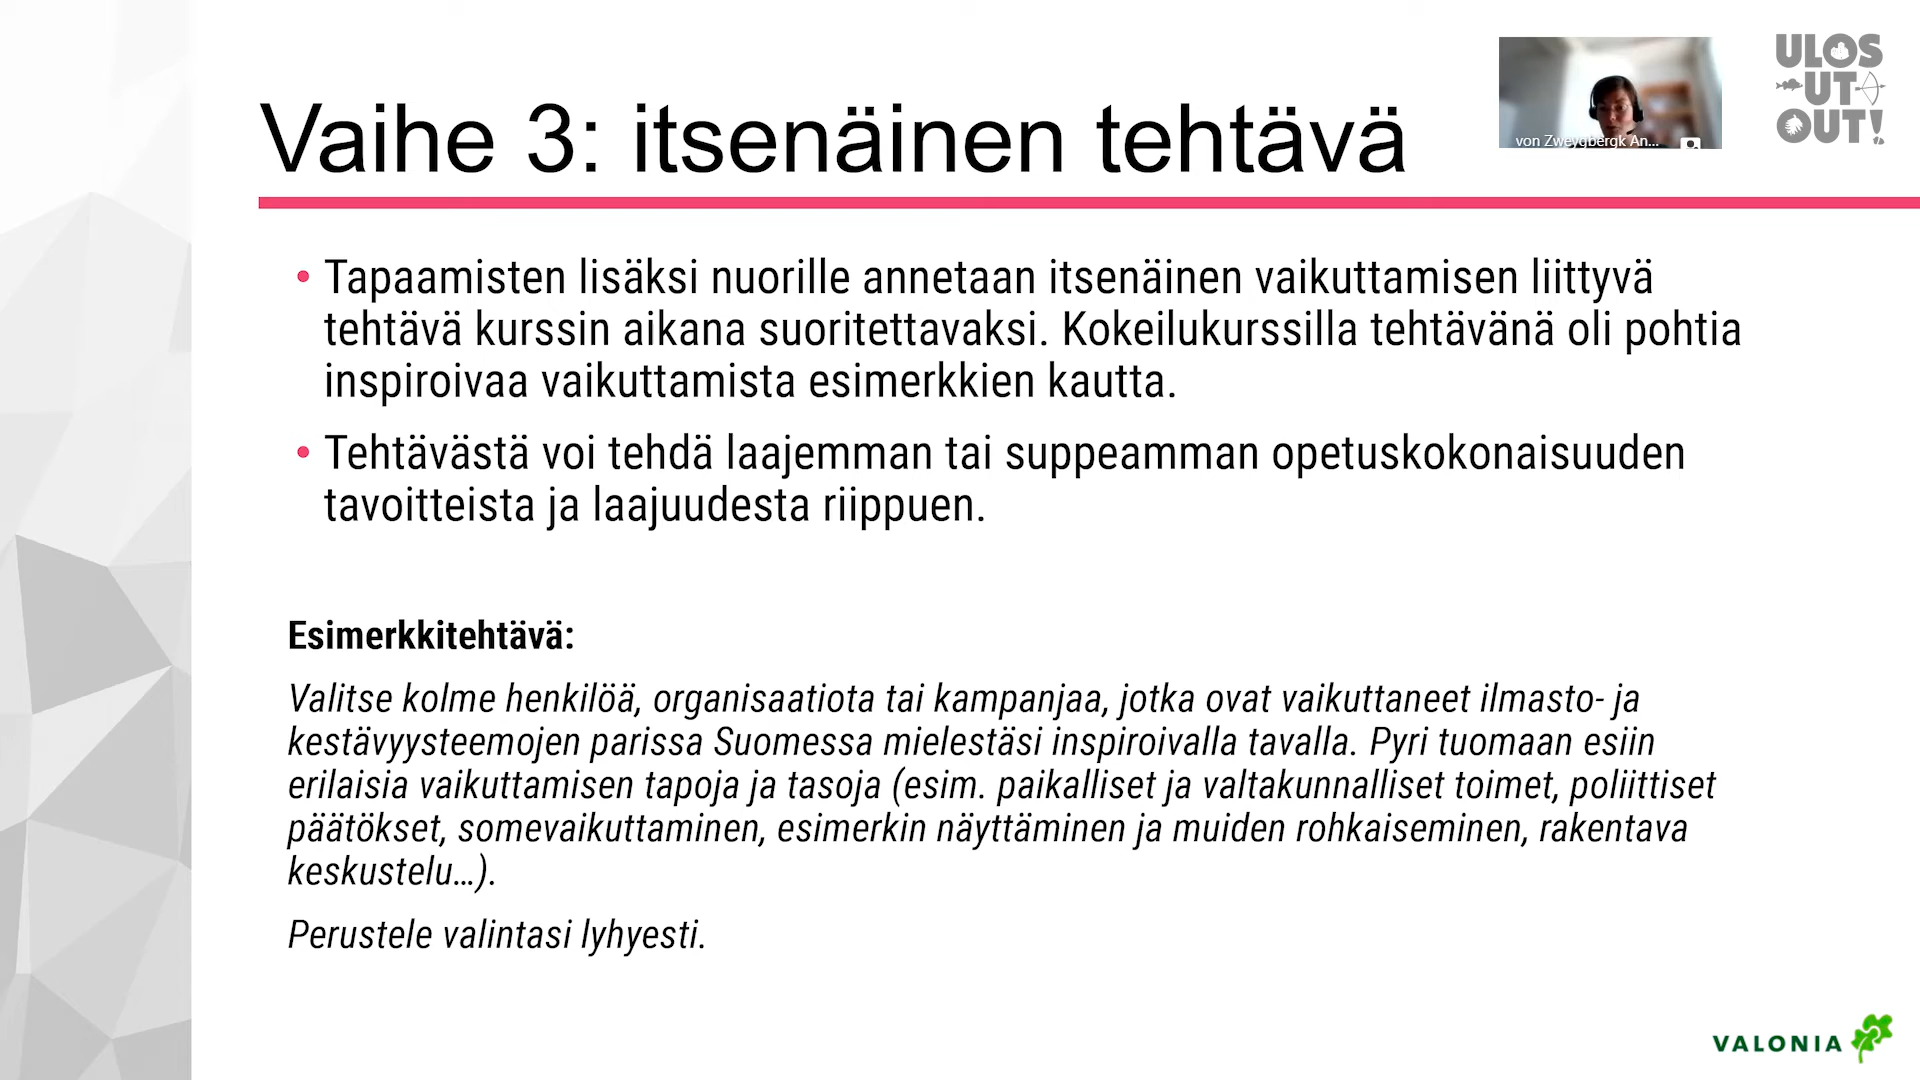 Vaihe 3: itsenäinen tehtävä
von Zweygbergk An...
ULOS
UT
OUT!
• Tapaamisten lisäksi nuorille annetaan itsenäinen vaikuttamisen liittyvä
tehtävä kurssin aikana suoritettavaksi. Kokeilukurssilla tehtävänä oli pohtia
inspiroivaa vaikuttamista esimerkkien kautta.
• Tehtävästä voi tehdä laajemman tai suppeamman opetuskokonaisuuden
tavoitteista ja laajuudesta riippuen.
Esimerkkitehtävä:
Valitse kolme henkilöä, organisaatiota tai kampanjaa, jotka ovat vaikuttaneet ilmasto- ja
kestävyysteemojen parissa Suomessa mielestäsi inspiroivalla tavalla. Pyri tuomaan esiin
erilaisia vaikuttamisen tapoja ja tasoja (esim. paikalliset ja valtakunnalliset toimet, poliittiset
päätökset, somevaikuttaminen, esimerkin näyttäminen ja muiden rohkaiseminen, rakentava
keskustelu…).
Perustele valintasi lyhyesti.
VALONIA